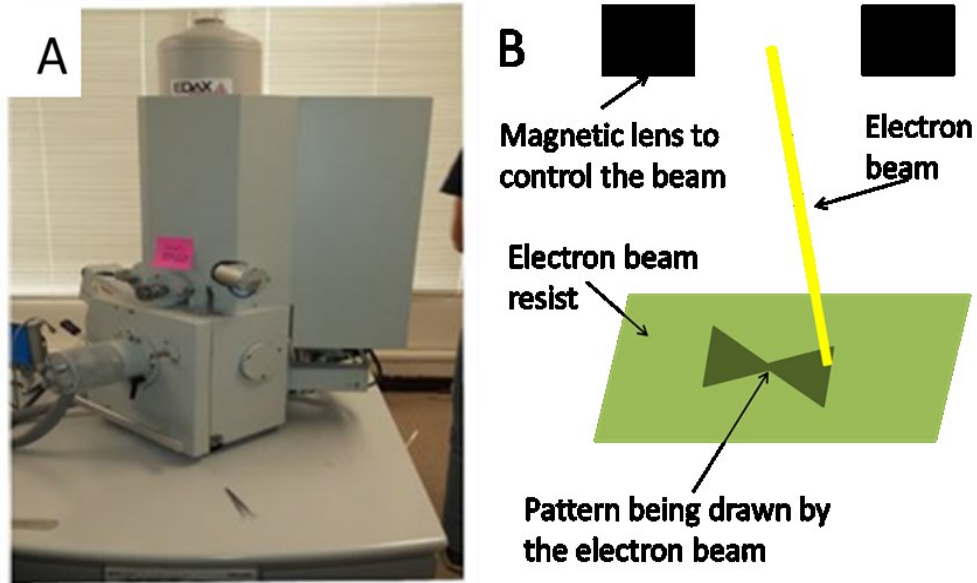 A
EDAX
B
Magnetic lens to
control the beam
Electron
beam
Electron beam
resist
Pattern being drawn by
the electron beam